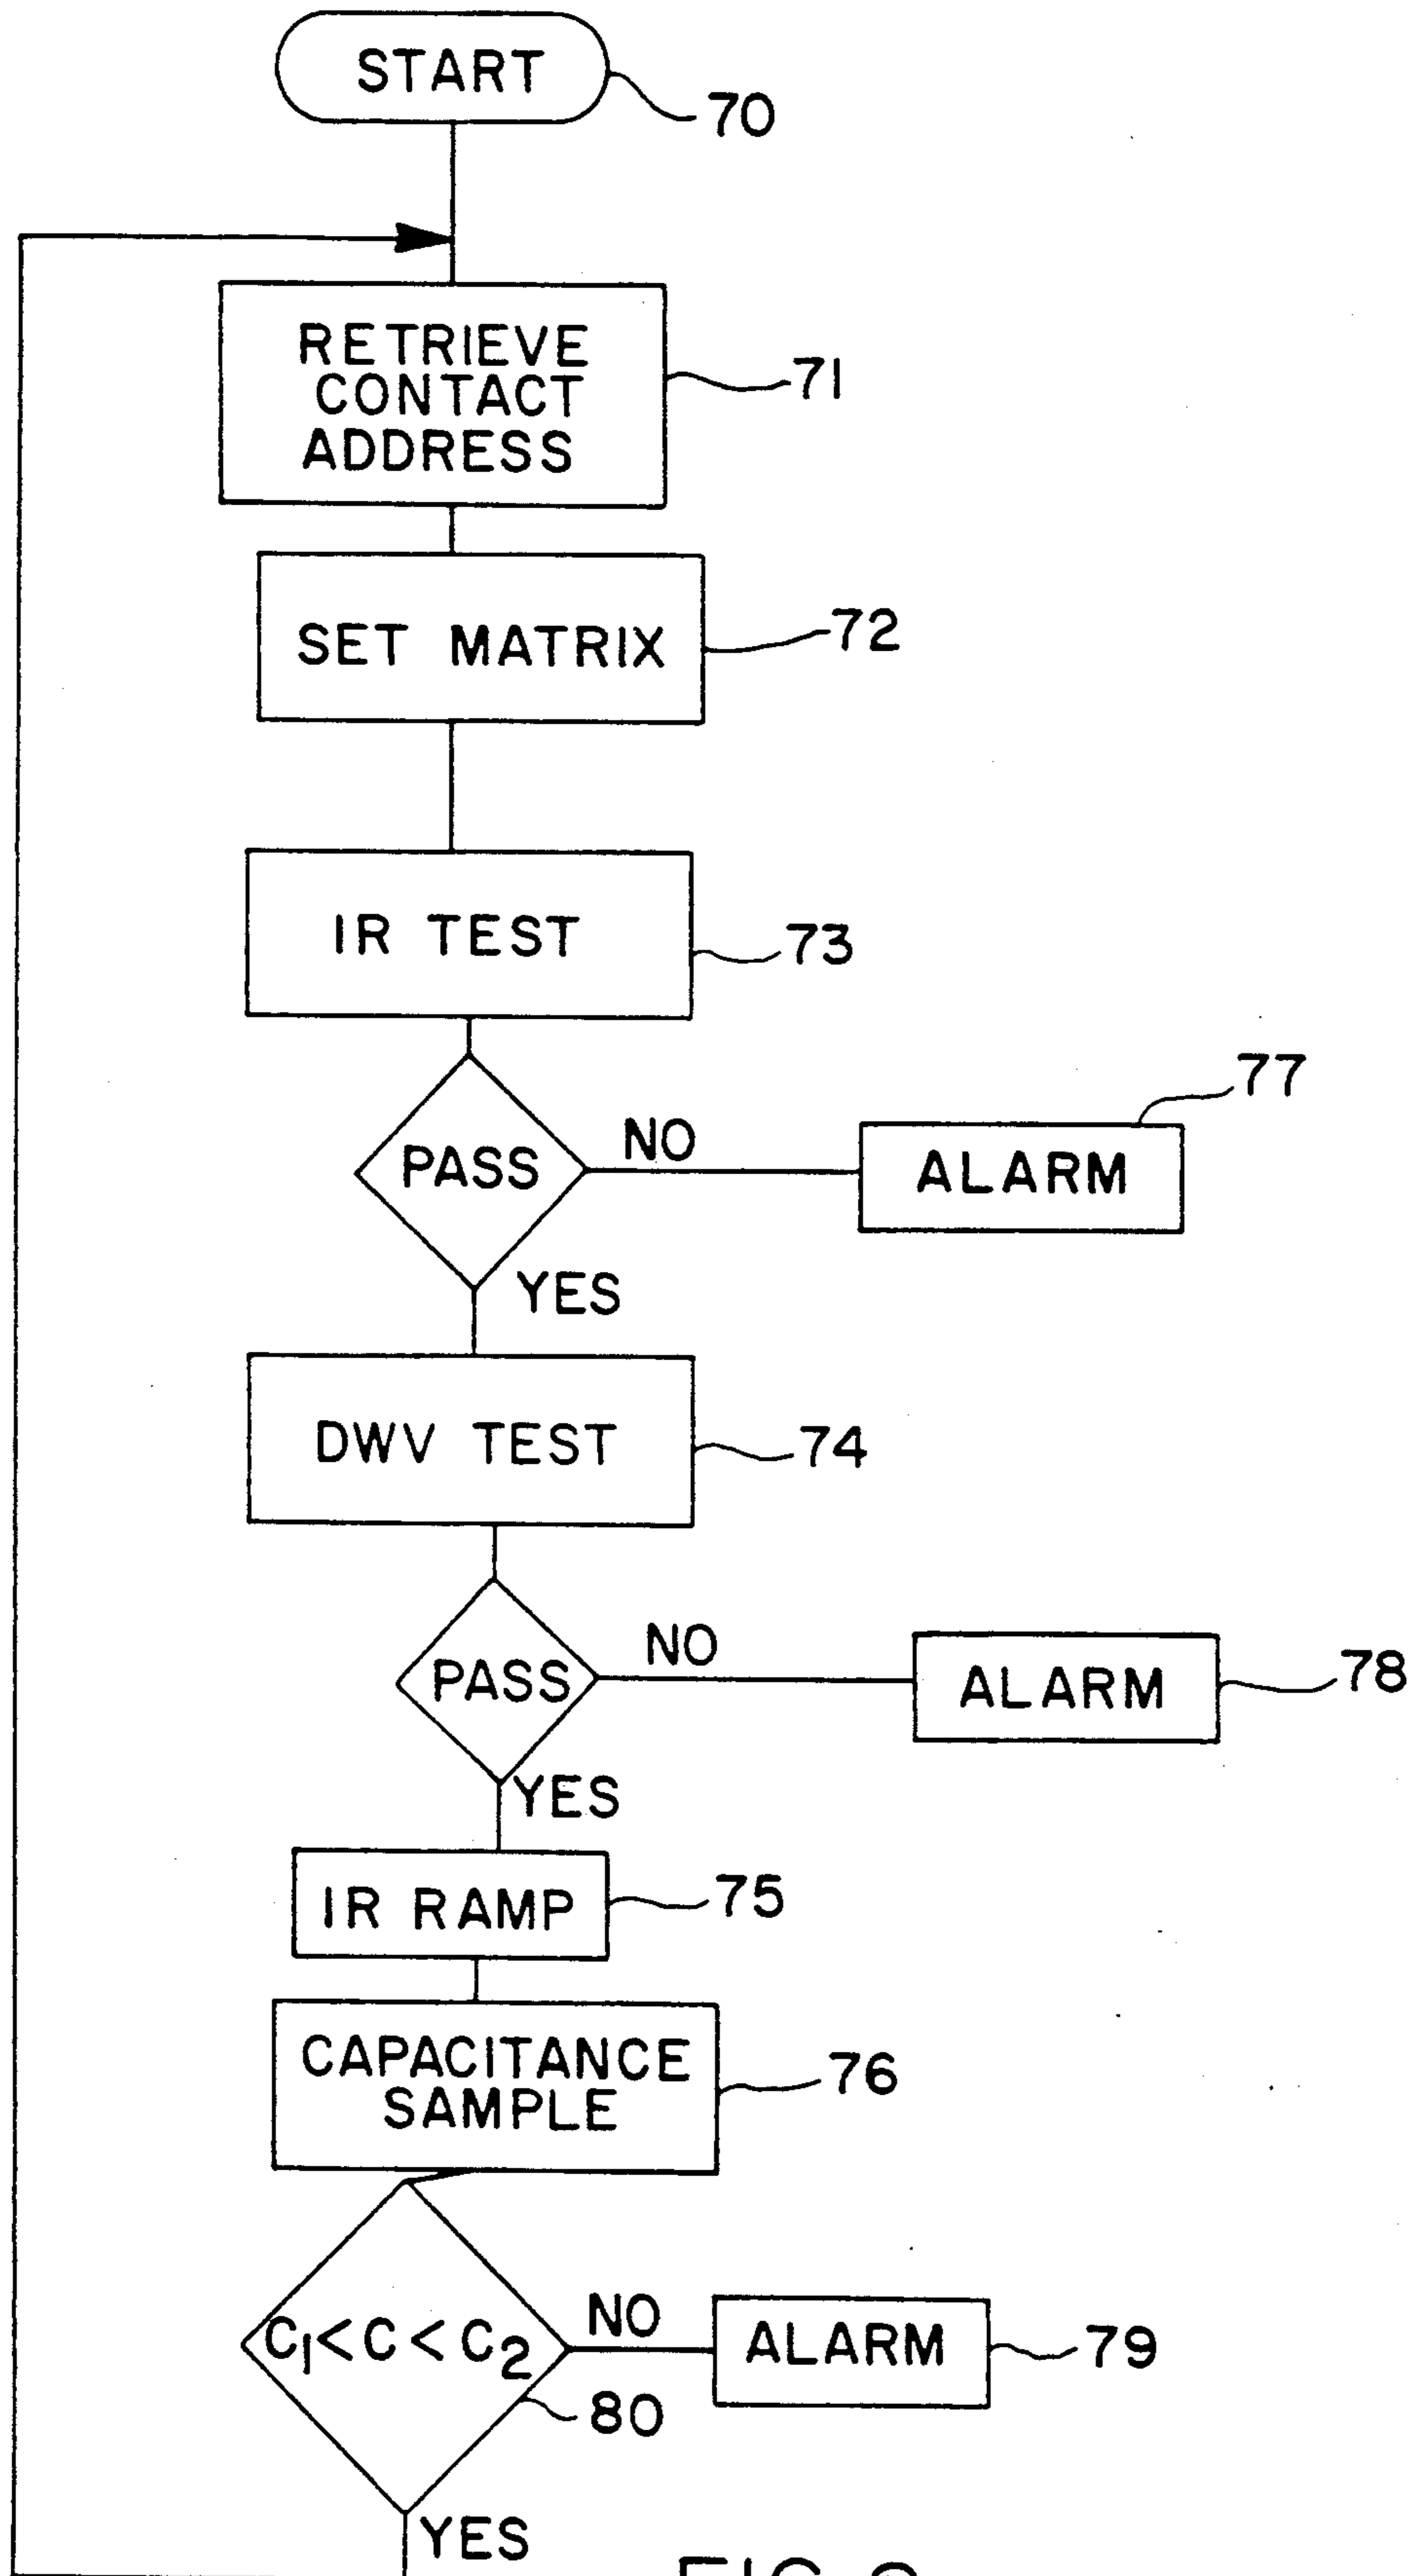 START
70
RETRIEVE
CONTACT
ADDRESS
71
SET MATRIX
72
IR TEST
73
77
PASS
NO
ALARM
YES
DWV TEST
74
PASS
NO
ALARM
78
YES
IR RAMP
75
CAPACITANCE
SAMPLE
76
C₁<C<C₂
NO
ALARM
79
80
YES